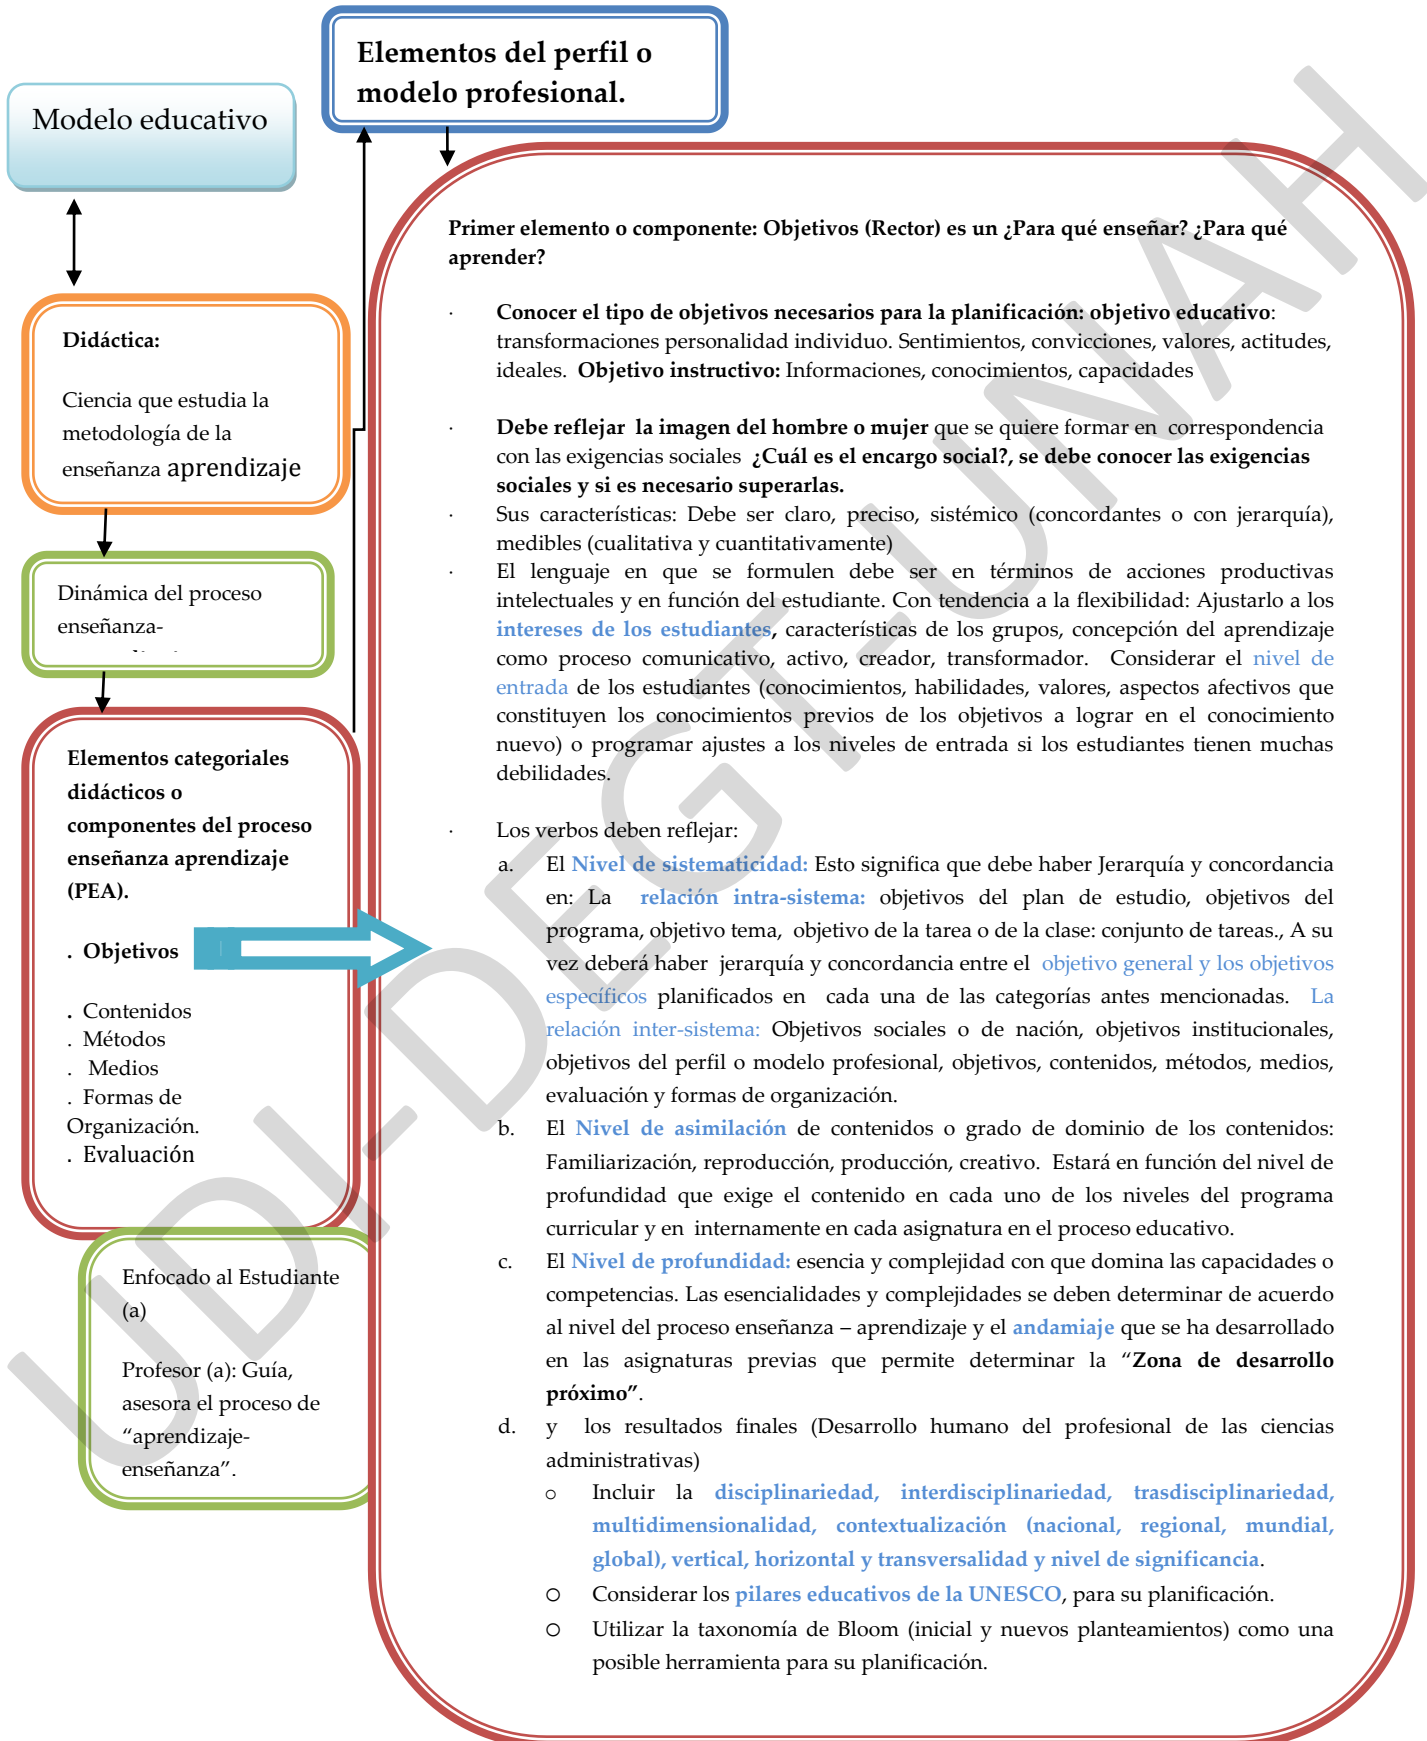 Elementos del perfil o
modelo profesional.
Modelo educativo
Didáctica:
Ciencia que estudia la
metodología de la
enseñanza aprendizaje
Dinámica del proceso
enseñanza-
Elementos categoriales
didácticos o
componentes del proceso
enseñanza aprendizaje
(PEA).
. Objetivos
. Contenidos
. Métodos
. Medios
. Formas de
Organización.
. Evaluación
Enfocado al Estudiante
(a)
Profesor (a): Guía,
asesora el proceso de
“aprendizaje-
enseñanza”.
Primer elemento o componente: Objetivos (Rector) es un ¿Para qué enseñar? ¿Para qué
aprender?
· Conocer el tipo de objetivos necesarios para la planificación: objetivo educativo:
transformaciones personalidad individuo. Sentimientos, convicciones, valores, actitudes,
ideales. Objetivo instructivo: Informaciones, conocimientos, capacidades
· Debe reflejar la imagen del hombre o mujer que se quiere formar en correspondencia
con las exigencias sociales ¿Cuál es el encargo social?, se debe conocer las exigencias
sociales y si es necesario superarlas.
· Sus características: Debe ser claro, preciso, sistémico (concordantes o con jerarquía),
medibles (cualitativa y cuantitativamente)
· El lenguaje en que se formulen debe ser en términos de acciones productivas
intelectuales y en función del estudiante. Con tendencia a la flexibilidad: Ajustarlo a los
intereses de los estudiantes, características de los grupos, concepción del aprendizaje
como proceso comunicativo, activo, creador, transformador. Considerar el nivel de
entrada de los estudiantes (conocimientos, habilidades, valores, aspectos afectivos que
constituyen los conocimientos previos de los objetivos a lograr en el conocimiento
nuevo) o programar ajustes a los niveles de entrada si los estudiantes tienen muchas
debilidades.
· Los verbos deben reflejar:
a. El Nivel de sistematicidad: Esto significa que debe haber Jerarquía y concordancia
en: La relación intra-sistema: objetivos del plan de estudio, objetivos del
programa, objetivo tema, objetivo de la tarea o de la clase: conjunto de tareas., A su
vez deberá haber jerarquía y concordancia entre el objetivo general y los objetivos
específicos planificados en cada una de las categorías antes mencionadas. La
relación inter-sistema: Objetivos sociales o de nación, objetivos institucionales,
objetivos del perfil o modelo profesional, objetivos, contenidos, métodos, medios,
evaluación y formas de organización.
b. El Nivel de asimilación de contenidos o grado de dominio de los contenidos:
Familiarización, reproducción, producción, creativo. Estará en función del nivel de
profundidad que exige el contenido en cada uno de los niveles del programa
curricular y en internamente en cada asignatura en el proceso educativo.
c. El Nivel de profundidad: esencia y complejidad con que domina las capacidades o
competencias. Las esencialidades y complejidades se deben determinar de acuerdo
al nivel del proceso enseñanza – aprendizaje y el andamiaje que se ha desarrollado
en las asignaturas previas que permite determinar la “Zona de desarrollo
próximo”.
d. y los resultados finales (Desarrollo humano del profesional de las ciencias
administrativas)
o Incluir la disciplinariedad, interdisciplinariedad, trasdisciplinariedad,
multidimensionalidad, contextualización (nacional, regional, mundial,
global), vertical, horizontal y transversalidad y nivel de significancia.
o Considerar los pilares educativos de la UNESCO, para su planificación.
o Utilizar la taxonomía de Bloom (inicial y nuevos planteamientos) como una
posible herramienta para su planificación.
UDI-DEGT-UNAH